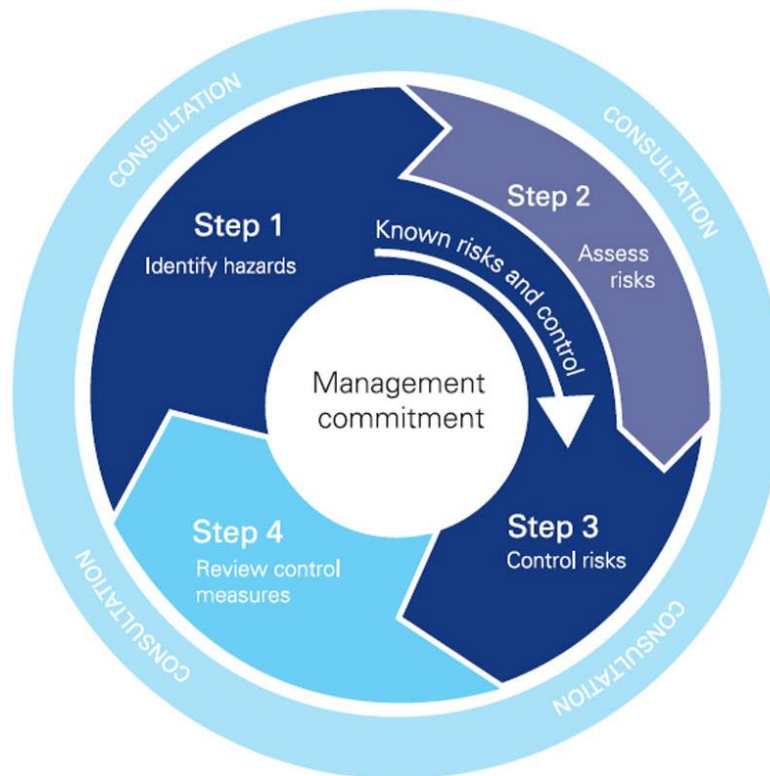 CONSULTATION
CONSULTATION
Step 1
Identify hazards
Step 2
Assess
risks
Known risks and control
Management
commitment
Step 3
Control risks
Step 4
Review control
measures
CONSULTATION
CONSULTATION